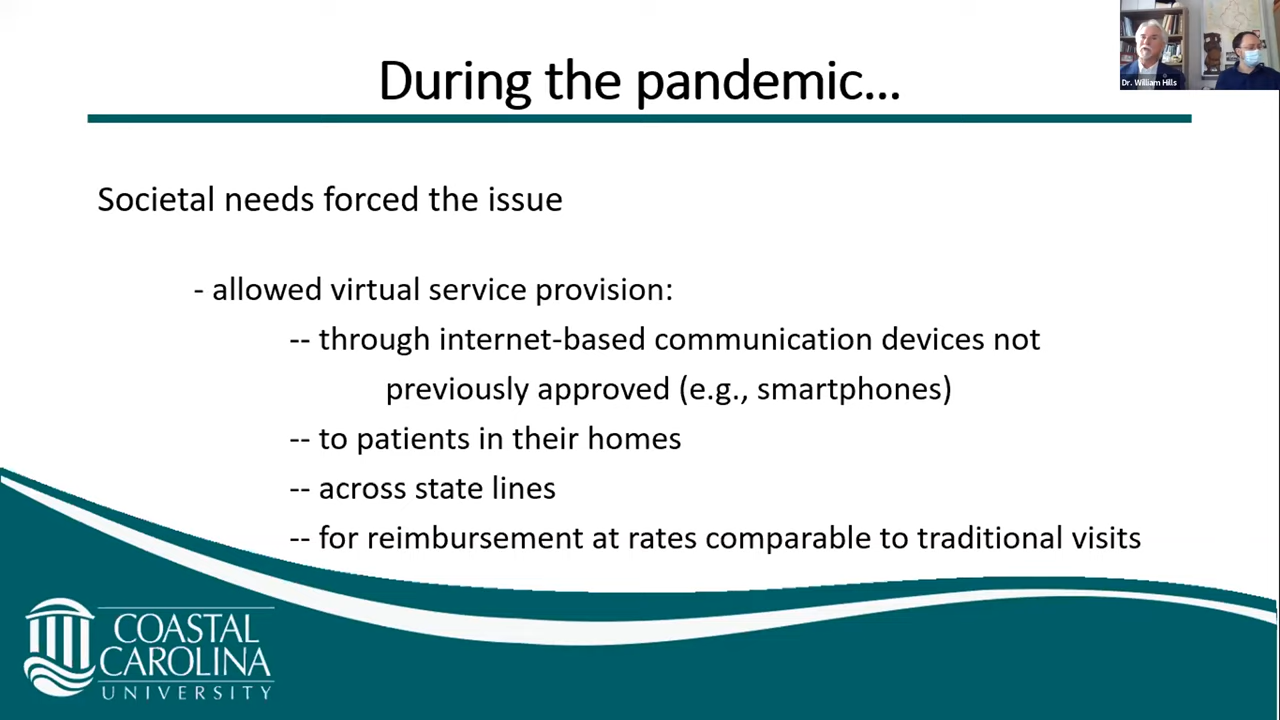 During the pandemic...
Dr. William Hills
Societal needs forced the issue
- allowed virtual service provision:
-- through internet-based communication devices not
previously approved (e.g., smartphones)
-- to patients in their homes
-- across state lines
-- for reimbursement at rates comparable to traditional visits
COASTAL
CAROLINA
UNIVERSITY